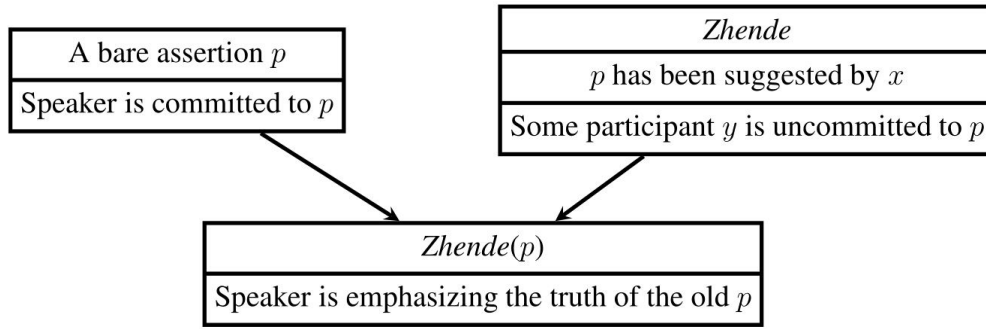 A bare assertion p
Speaker is committed to p
Zhende
p has been suggested by x
Some participant y is uncommitted to p
Zhende(p)
Speaker is emphasizing the truth of the old p